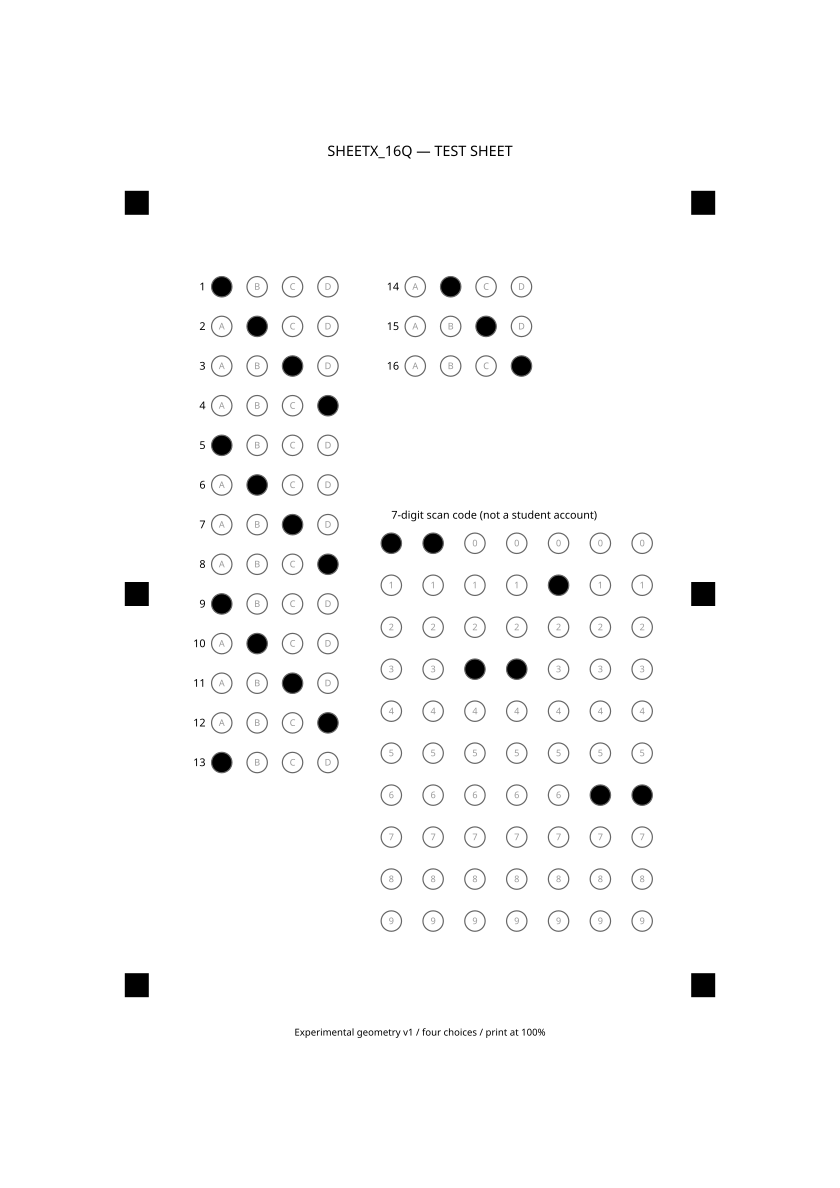 SHEETX_16Q — TEST SHEET
1 B C D
2 A C D
3 A B D
4 A B C
5 B C D
6 A C D
7 A B D
8 A B C
9 B C D
10 A C D
11 A B D
12 A B C
13 B C D
14 A C D
15 A B D
16 A B C
7-digit scan code (not a student account)
0 0 0 0 0
1 1 1 1 1 1
2 2 2 2 2 2 2
3 3 3 3 3
4 4 4 4 4 4 4
5 5 5 5 5 5 5
6 6 6 6 6
7 7 7 7 7 7 7
8 8 8 8 8 8 8
9 9 9 9 9 9 9
Experimental geometry v1 / four choices / print at 100%